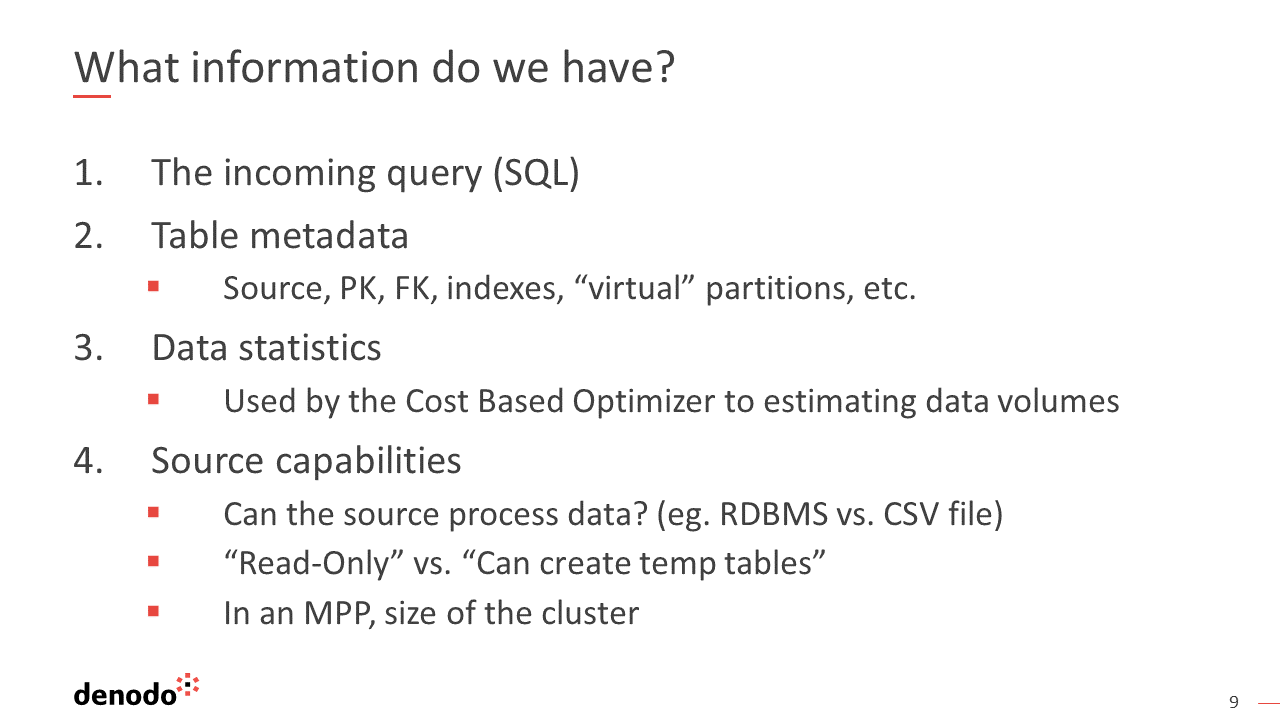 What information do we have?
1. The incoming query (SQL)
2. Table metadata
▪ Source, PK, FK, indexes, “virtual” partitions, etc.
3. Data statistics
▪ Used by the Cost Based Optimizer to estimating data volumes
4. Source capabilities
▪ Can the source process data? (eg. RDBMS vs. CSV file)
▪ “Read-Only” vs. “Can create temp tables”
▪ In an MPP, size of the cluster
denodo
9